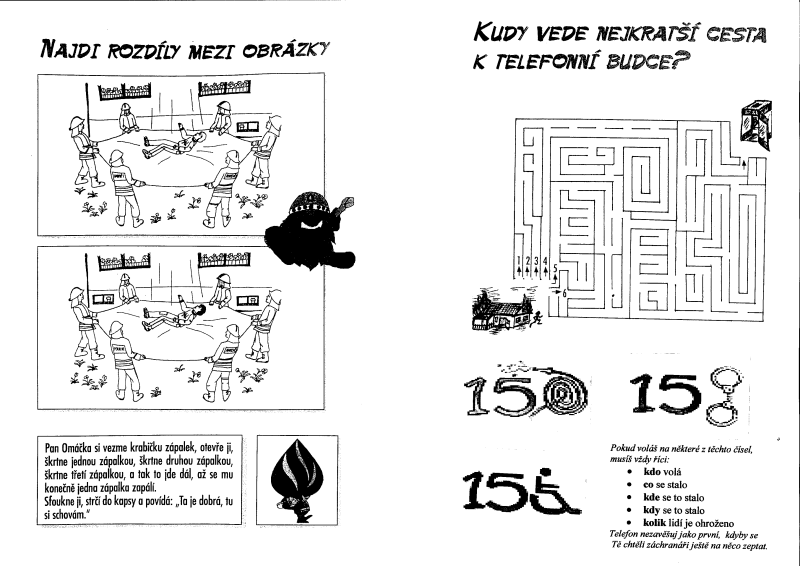 NAJDI ROZDÍLY MEZI OBRÁZKY
Pan Omáčka si vezme krabičku zápalek, otevře ji,
škrtne jednou zápalkou, škrtne druhou zápalkou,
škrtne třetí zápalkou, a tak to jde dál, až se mu
konečně jedna zápalka zapálí.
Sfoukne ji, strčí do kapsy a povídá: „Ta je dobrá, tu
si schovám.“
KUDY VEDE NEJKRATŠÍ CESTA
K TELEFONNÍ BUDCE?
1 2 3 4 5
6
15
15
15
Pokud voláš na některé z těchto čísel,
musíš vždy říci:
• kdo volá
• co se stalo
• kde se to stalo
• kdy se to stalo
• kolik lidí je ohroženo
Telefon nezavěšuj jako první, kdyby se
Tě chtěli záchranáři ještě na něco zeptat.